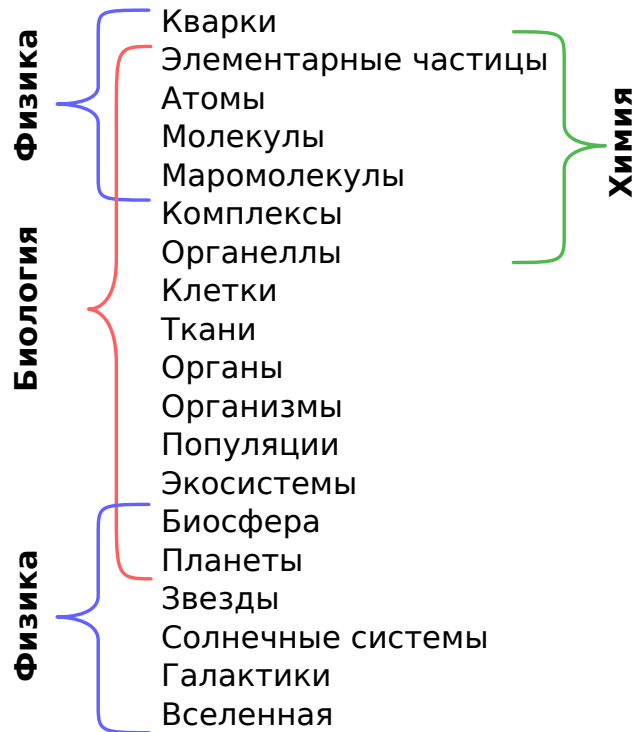 Физика
Биология
Физика
Кварки
Элементарные частицы
Атомы
Молекулы
Маромолекулы
Комплексы
Органеллы
Клетки
Ткани
Органы
Организмы
Популяции
Экосистемы
Биосфера
Планеты
Звезды
Солнечные системы
Галактики
Вселенная
Химия